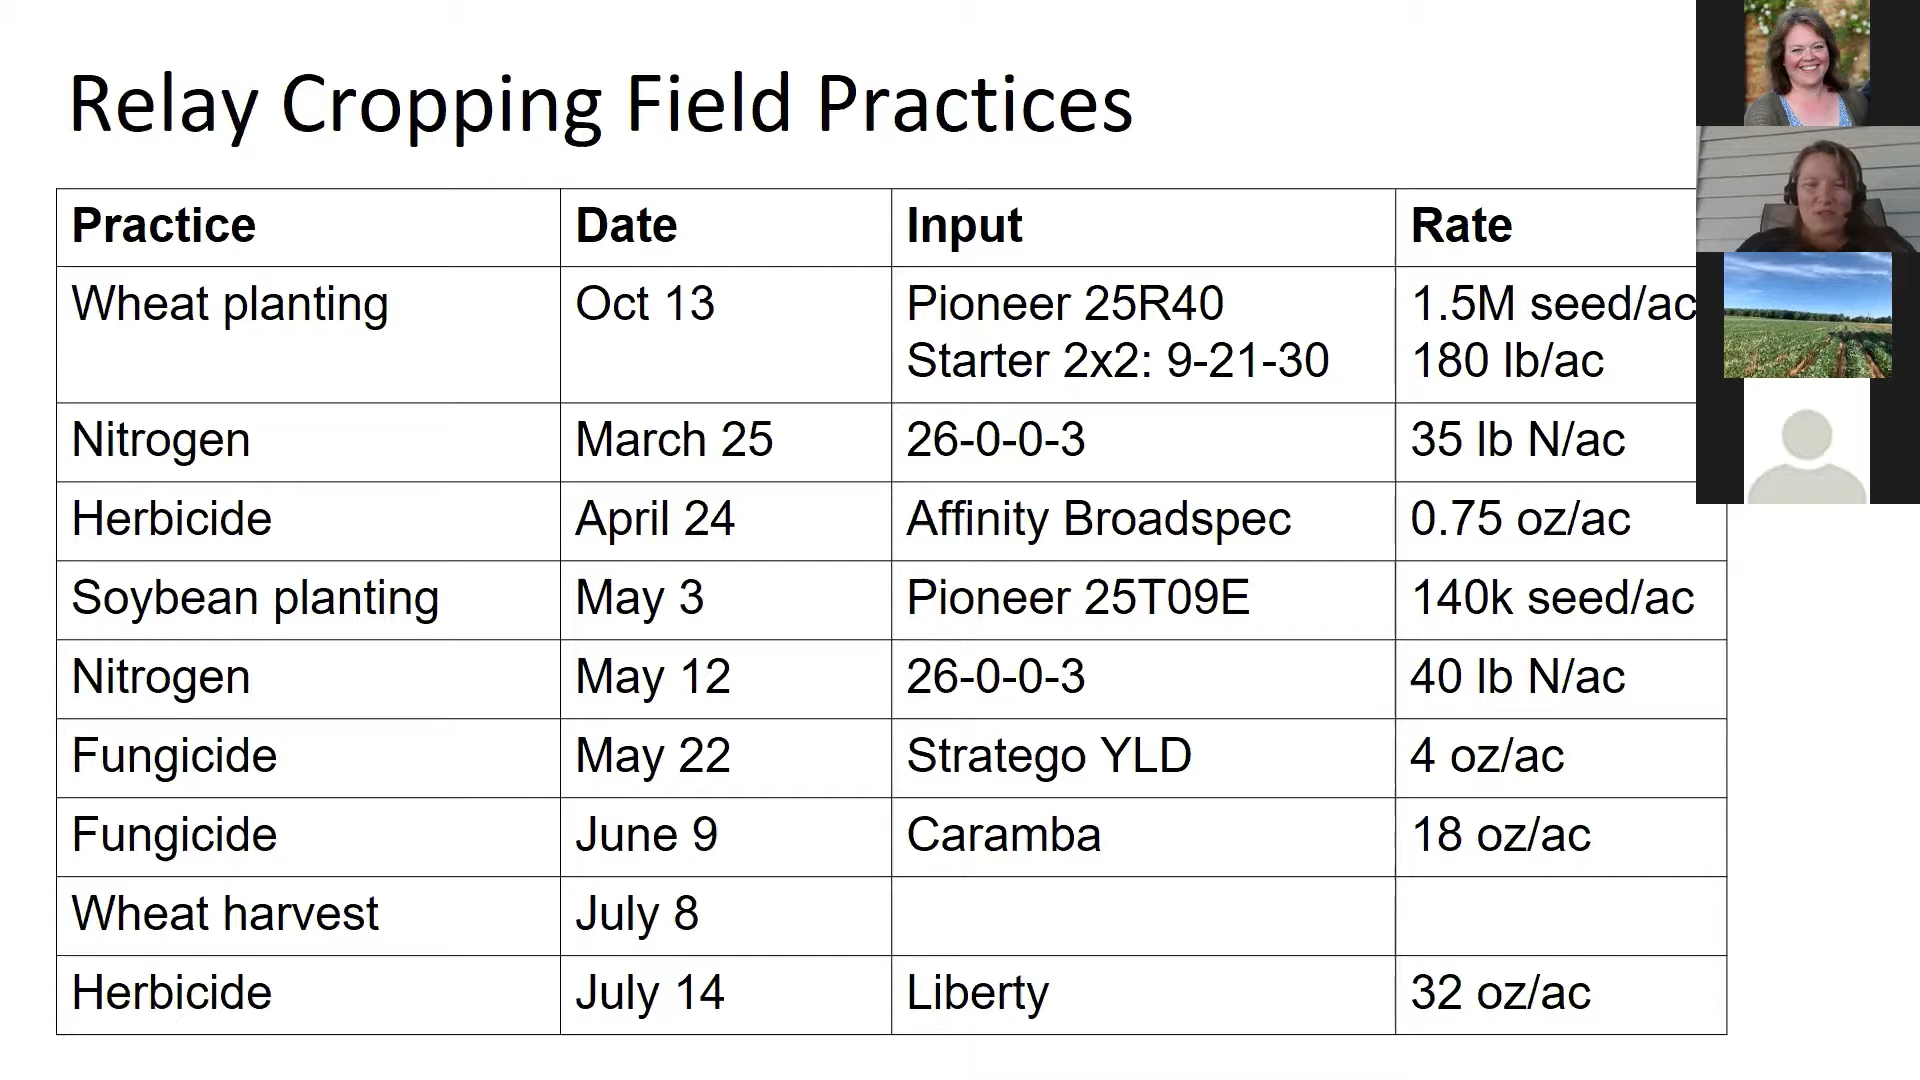 Relay Cropping Field Practices
Practice Date Input Rate
Wheat planting Oct 13 Pioneer 25R40 1.5M seed/ac
Starter 2x2: 9-21-30 180 lb/ac
Nitrogen March 25 26-0-0-3 35 lb N/ac
Herbicide April 24 Affinity Broadspec 0.75 oz/ac
Soybean planting May 3 Pioneer 25T09E 140k seed/ac
Nitrogen May 12 26-0-0-3 40 lb N/ac
Fungicide May 22 Stratego YLD 4 oz/ac
Fungicide June 9 Caramba 18 oz/ac
Wheat harvest July 8
Herbicide July 14 Liberty 32 oz/ac